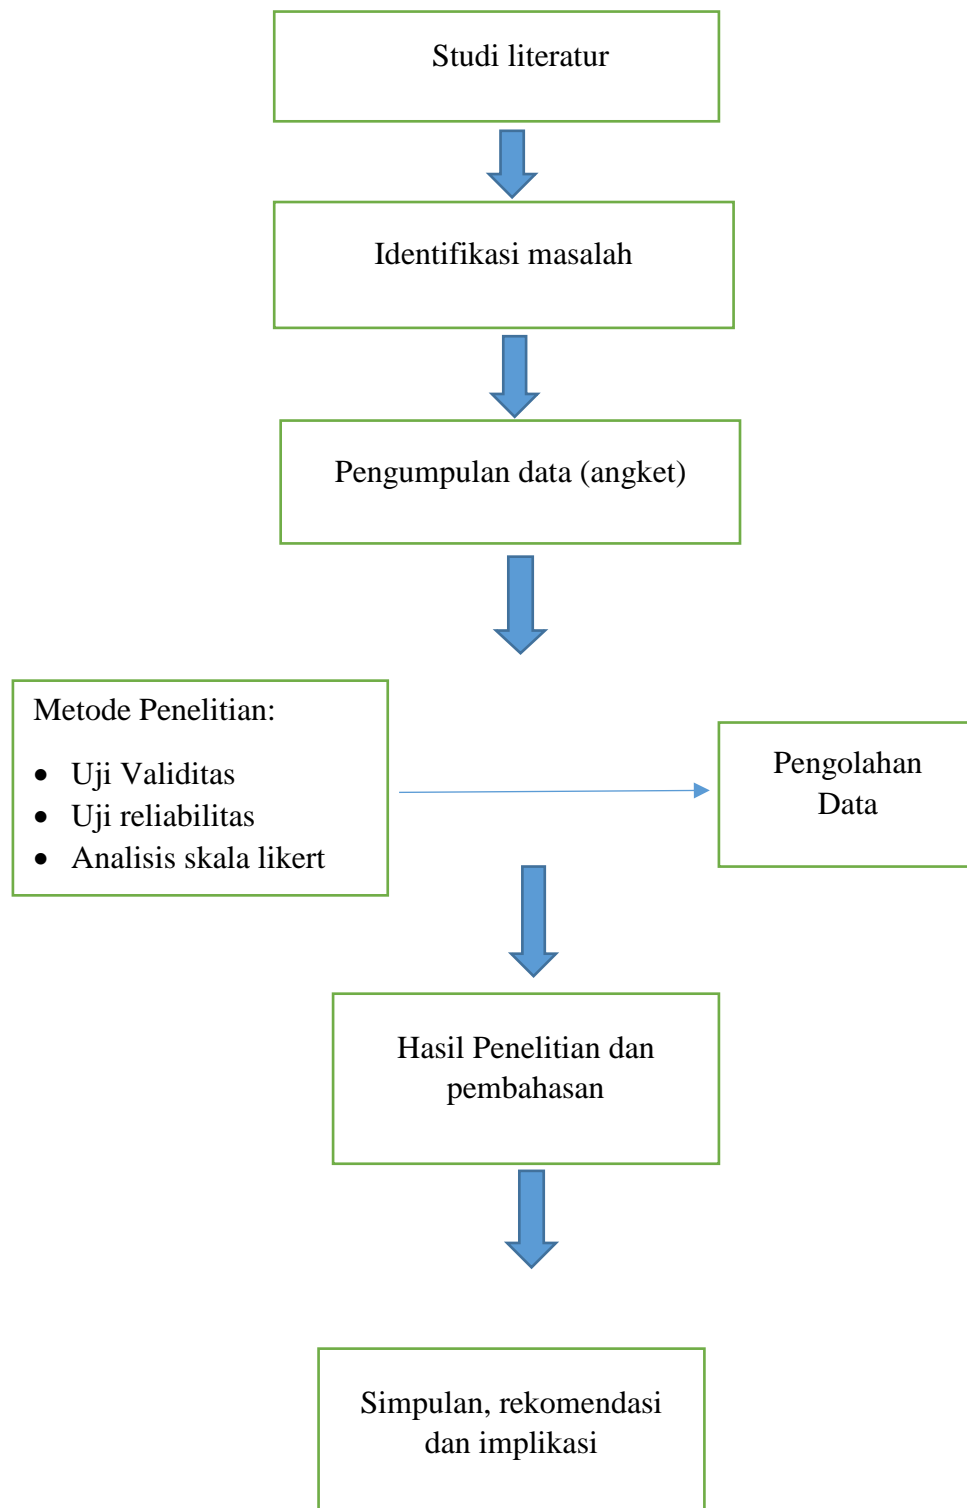 Studi literatur
Identifikasi masalah
Pengumpulan data (angket)
Metode Penelitian:
• Uji Validitas
• Uji reliabilitas
• Analisis skala likert
Pengolahan
Data
Hasil Penelitian dan
pembahasan
Simpulan, rekomendasi
dan implikasi